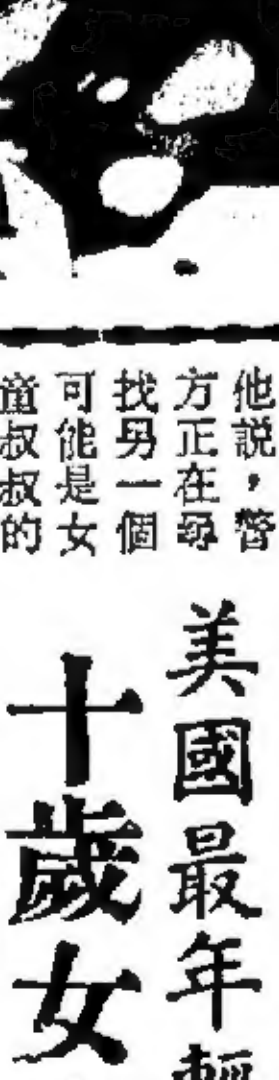 他說，警
方正在尋
找另一個
可能是女
童叔叔的
美國最年輕
十歲女